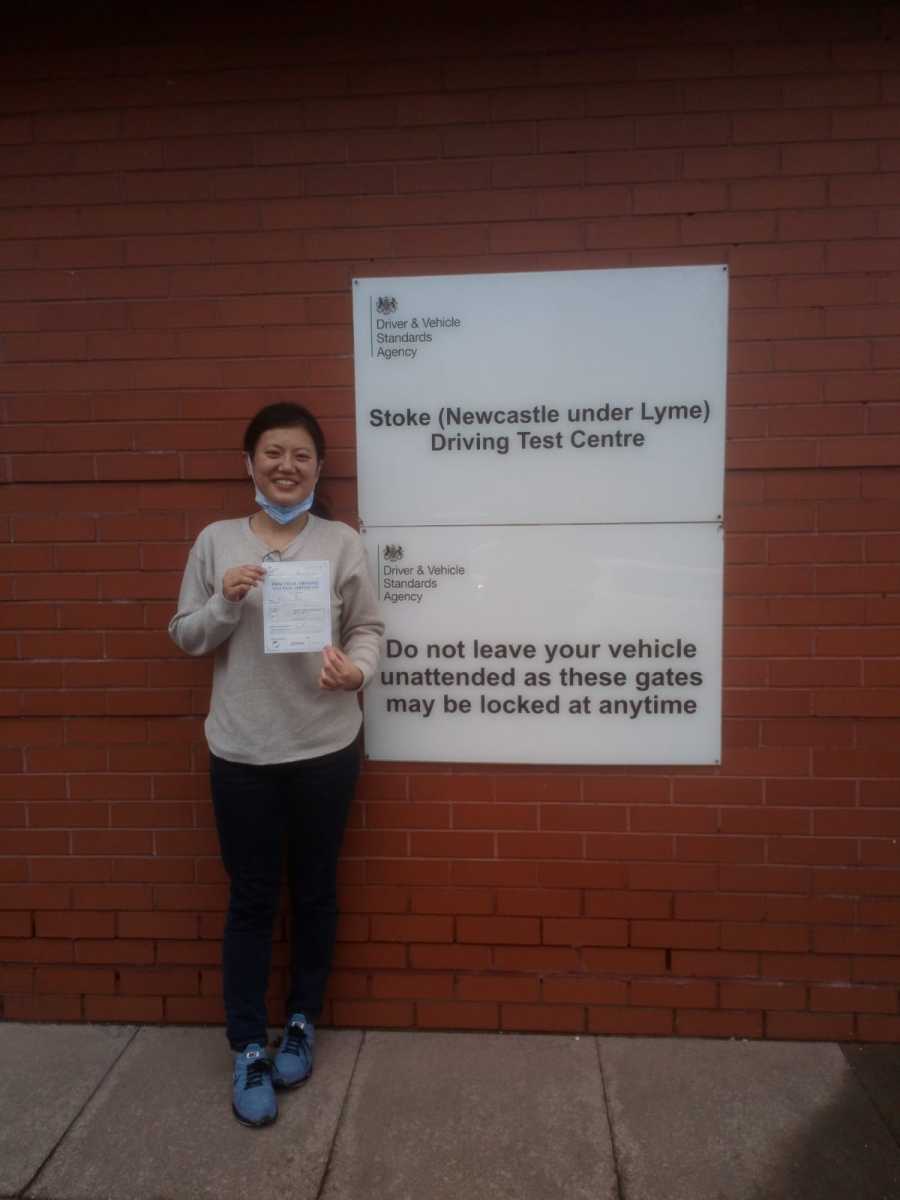 Driver & Vehicle
Standards
Agency
Stoke (Newcastle under Lyme)
Driving Test Centre
Driver & Vehicle
Standards
Agency
Do not leave your vehicle
unattended as these gates
may be locked at anytime